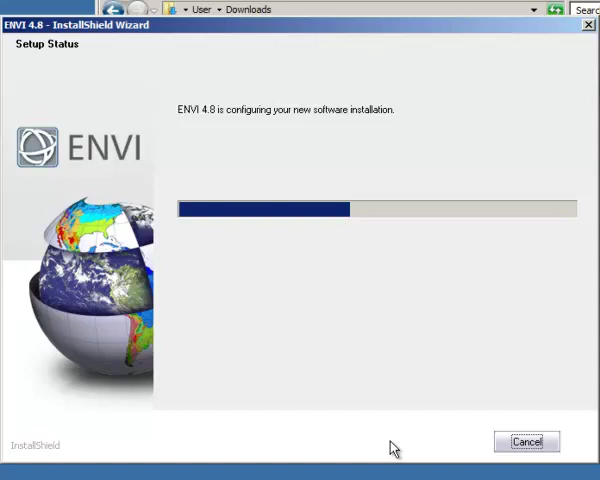 User Downloads
Searc
ENVI 4.8 - InstallShield Wizard
Setup Status
ENVI 4.8 is configuring your new software installation.
ENVI
InstallShield
Cancel